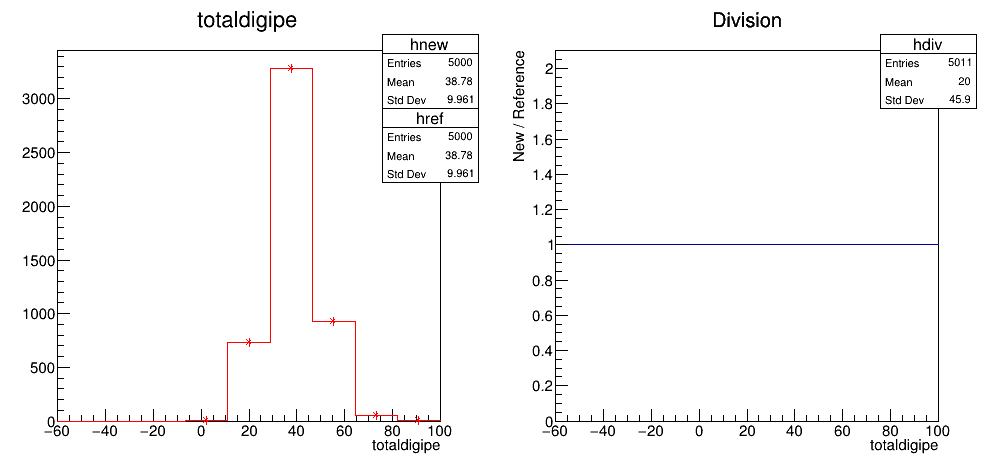 totaldigipe
hnew
Entries 5000
Mean 38.78
Std Dev 9.961
href
Entries 5000
Mean 38.78
Std Dev 9.961
3000
2500
2000
1500
1000
500
0
−60 −40 −20 0 20 40 60 80 100
totaldigipe
Division
hdiv
Entries 5011
Mean 20
Std Dev 45.9
New / Reference
2
1.8
1.6
1.4
1.2
1
0.8
0.6
0.4
0.2
0
−60 −40 −20 0 20 40 60 80 100
totaldigipe